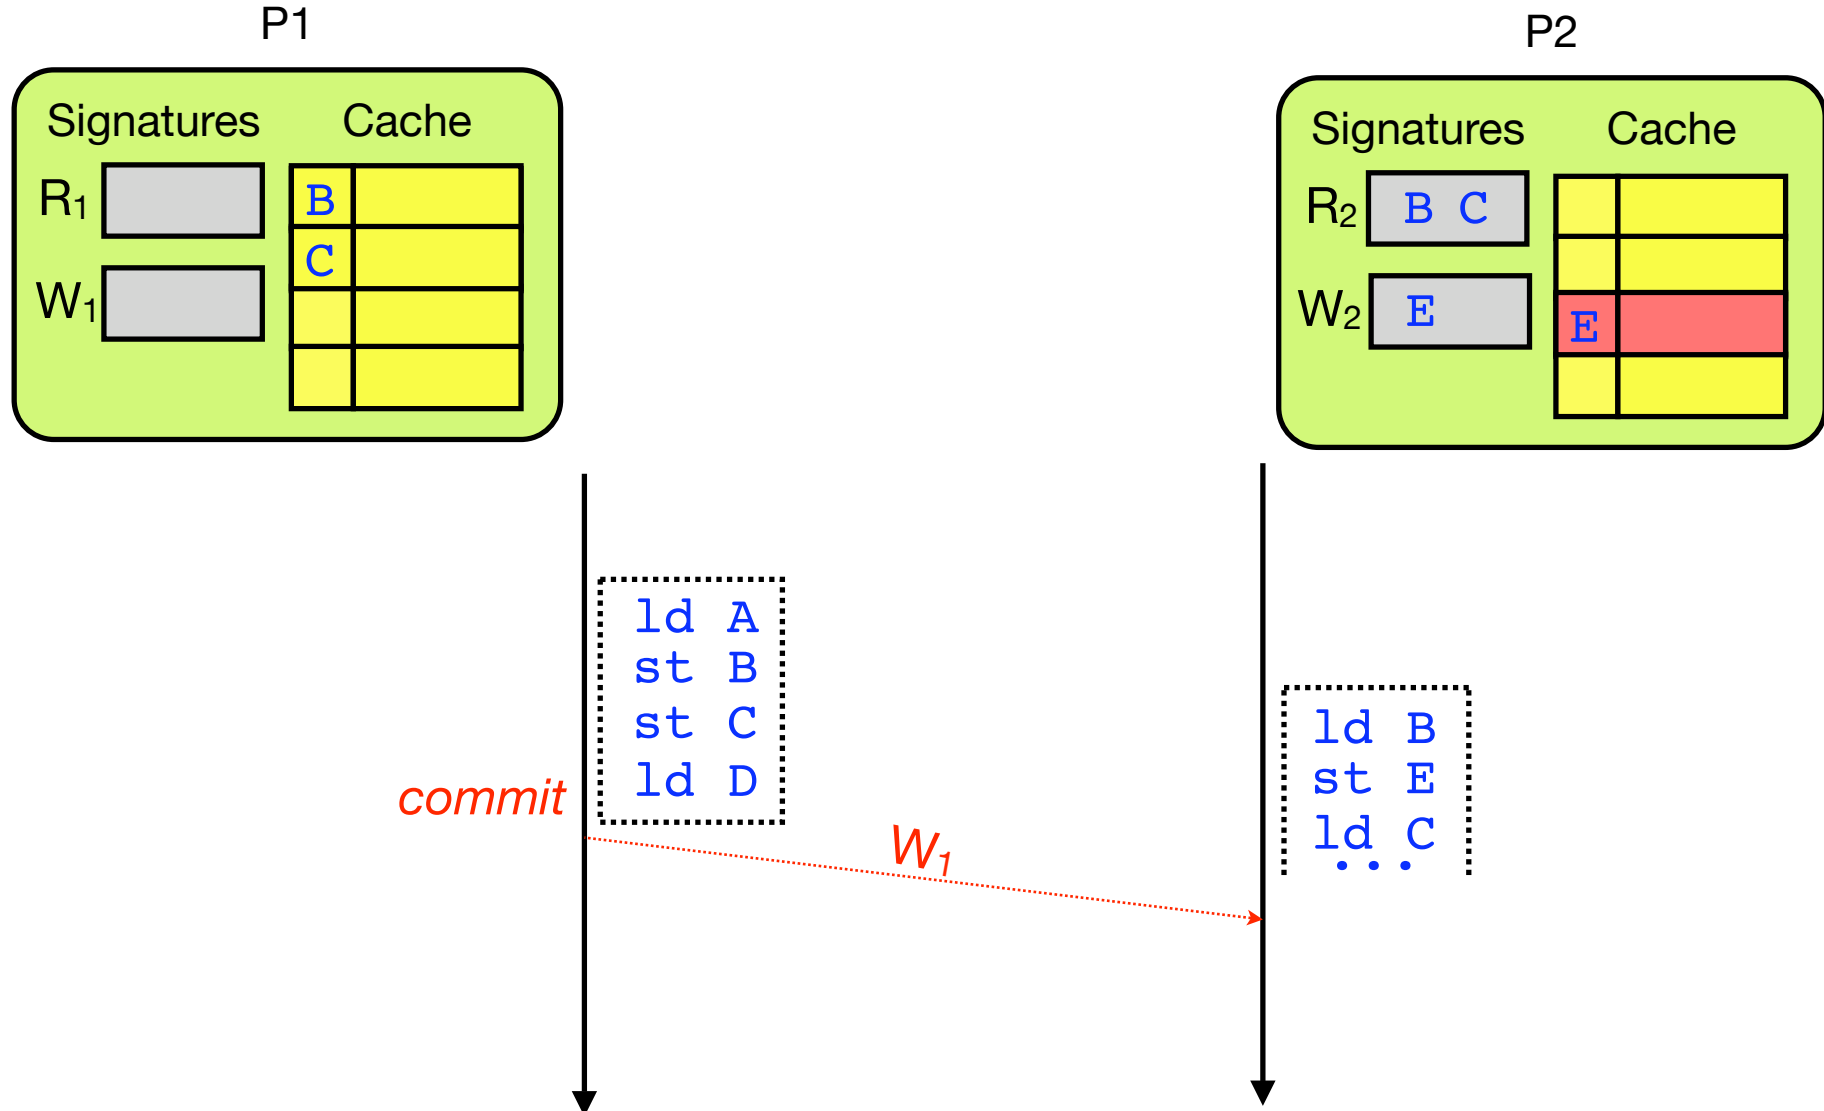 P1
Signatures Cache
R1
B
C
W1
P2
Signatures Cache
R2 B C
W2 E
E
ld A
st B
st C
ld D
commit
W1
ld B
st E
ld C
...